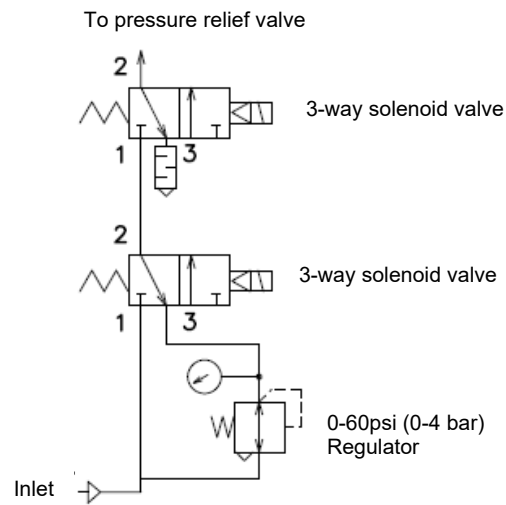 To pressure relief valve
2
3-way solenoid valve
1 3
2
3-way solenoid valve
1 3
0-60psi (0-4 bar)
Regulator
Inlet